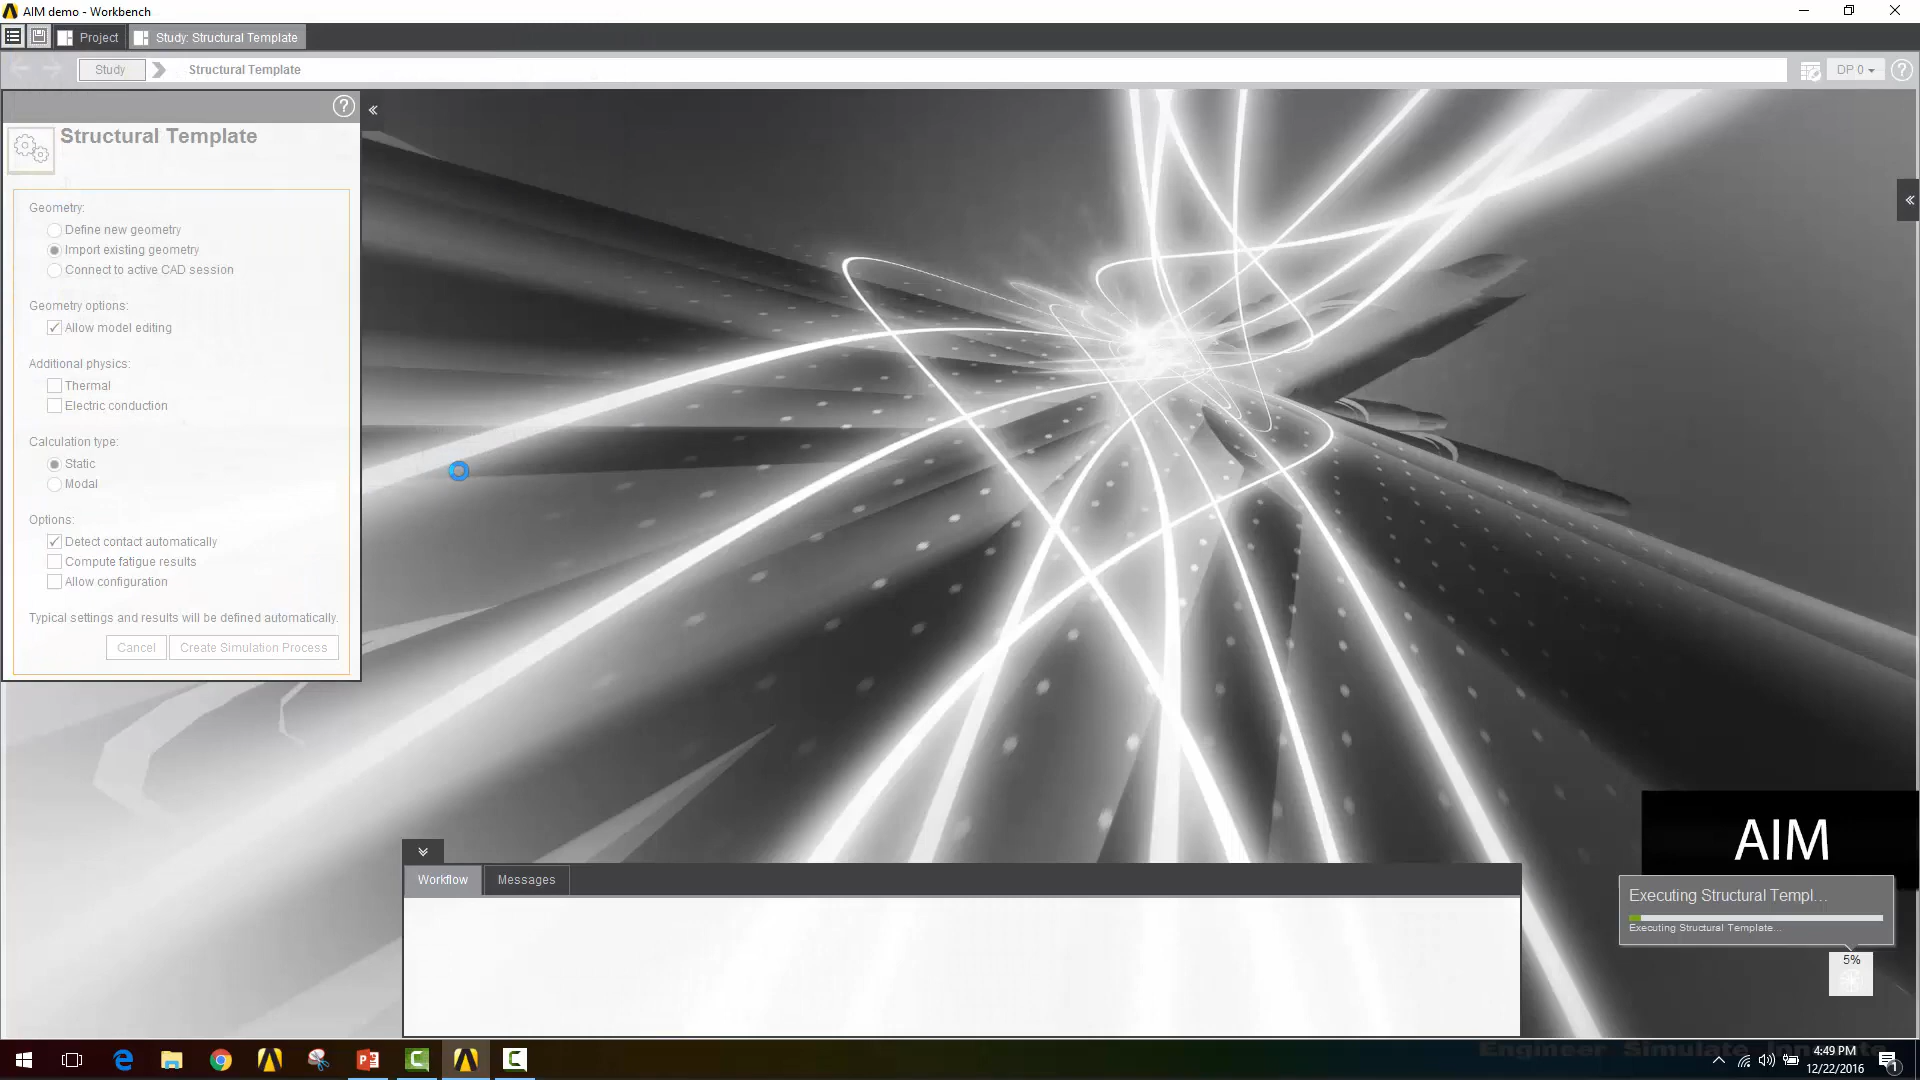 AIM demo - Workbench
Project
Study: Structural Template
Study
Structural Template
DP 0
Structural Template
Geometry:
Define new geometry
Import existing geometry
Connect to active CAD session
Geometry options:
Allow model editing
Additional physics:
Thermal
Electric conduction
Calculation type:
Static
Modal
Options:
Detect contact automatically
Compute fatigue results
Allow configuration
Typical settings and results will be defined automatically.
Cancel
Create Simulation Process
Workflow
Messages
AIM
Executing Structural Templ...
Executing Structural Template...
5%
Engineer Simulate
4:49 PM
12/22/2016
1